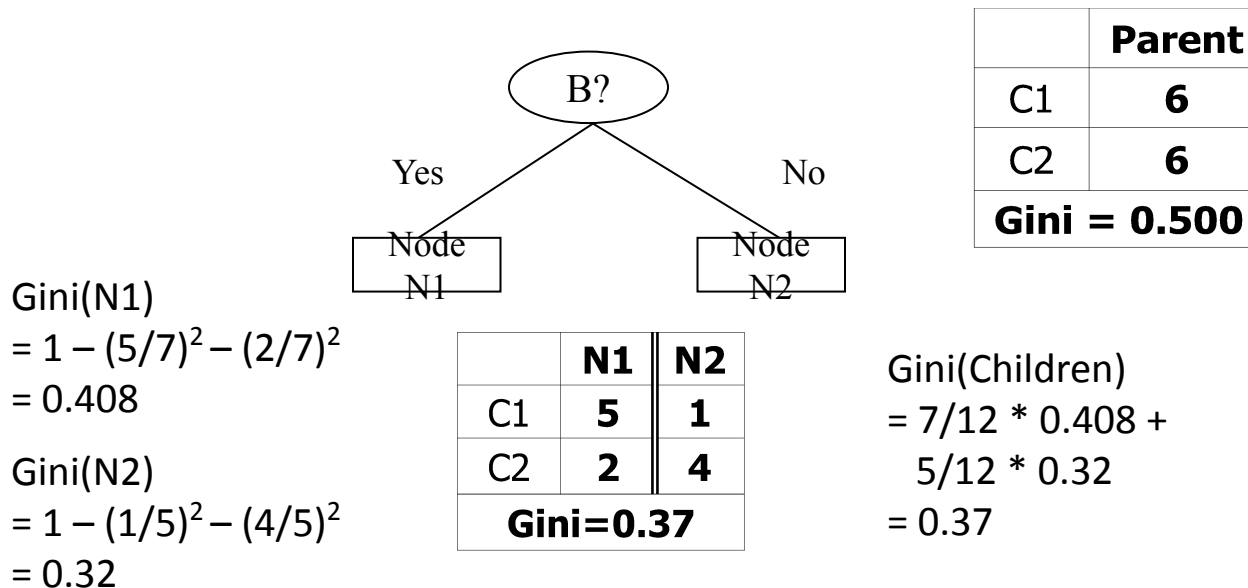 B?
Yes
No
Node
N1
Node
N2
Parent
C1 6
C2 6
Gini = 0.500
Gini(N1)
= 1 – (5/7)² – (2/7)²
= 0.408
Gini(N2)
= 1 – (1/5)² – (4/5)²
= 0.32
N1 N2
C1 5 1
C2 2 4
Gini=0.37
Gini(Children)
= 7/12 * 0.408 +
5/12 * 0.32
= 0.37